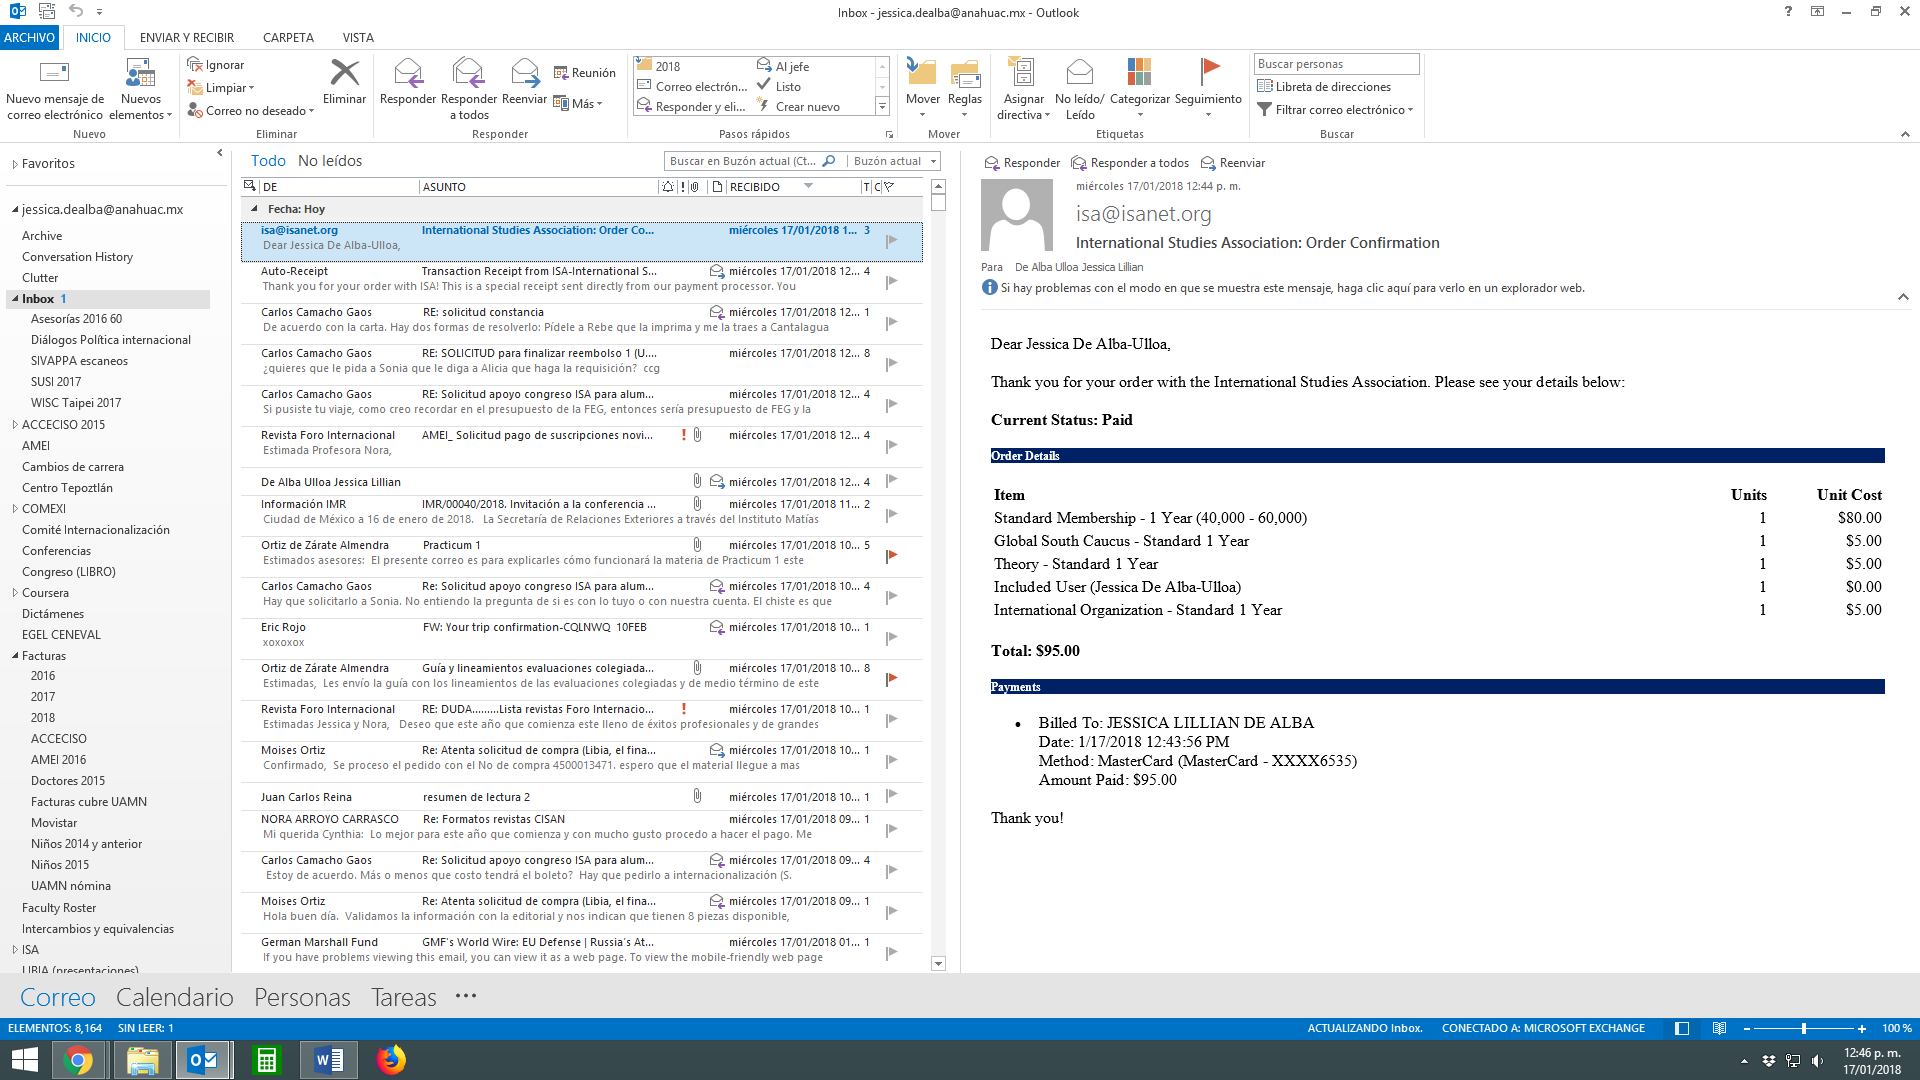 Inbox - jessica.dealba@anahuac.mx - Outlook
ARCHIVO INICIO ENVIAR Y RECIBIR CARPETA VISTA
Nuevo mensaje de correo electrónico
Nuevos elementos
Nuevo
Ignorar
Limpiar
Correo no deseado
Eliminar
Eliminar
Responder
Responder a todos
Reenviar
Reunión
Más
Responder
2018
Correo electrón...
Responder y eli...
Al jefe
Listo
Crear nuevo
Pasos rápidos
Mover
Reglas
Mover
Asignar directiva
No leído/ Leído
Categorizar
Seguimiento
Etiquetas
Buscar personas
Libreta de direcciones
Filtrar correo electrónico
Buscar
Favoritos
jessica.dealba@anahuac.mx
Archive
Conversation History
Clutter
Inbox 1
Asesorías 2016 60
Diálogos Política internacional
SIVAPPA escaneos
SUSI 2017
WISC Taipei 2017
ACCECISO 2015
AMEI
Cambios de carrera
Centro Tepoztlán
COMEXI
Comité Internacionalización
Conferencias
Congreso (LIBRO)
Coursera
Dictámenes
EGEL CENEVAL
Facturas
2016
2017
2018
ACCECISO
AMEI 2016
Doctores 2015
Facturas cubre UAMN
Movistar
Niños 2014 y anterior
Niños 2015
UAMN nómina
Faculty Roster
Intercambios y equivalencias
ISA
LIBIA (presentaciones)
Todo No leídos
Buscar en Buzón actual (Ct... Buzón actual
DE ASUNTO ! RECIBIDO T C
Fecha: Hoy
isa@isanet.org International Studies Association: Order Co... miércoles 17/01/2018 1... 3
Dear Jessica De Alba-Ulloa,
Auto-Receipt Transaction Receipt from ISA-International S... miércoles 17/01/2018 12... 4
Thank you for your order with ISA! This is a special receipt sent directly from our payment processor. You
Carlos Camacho Gaos RE: solicitud constancia miércoles 17/01/2018 12... 1
De acuerdo con la carta. Hay dos formas de resolverlo: Pídele a Rebe que la imprima y me la traes a Cantalagua
Carlos Camacho Gaos RE: SOLICITUD para finalizar reembolso 1 (U.... miércoles 17/01/2018 12... 8
¿quieres que le pida a Sonia que le diga a Alicia que haga la requisición? ccg
Carlos Camacho Gaos RE: Solicitud apoyo congreso ISA para alum... miércoles 17/01/2018 12... 4
Si pusiste tu viaje, como creo recordar en el presupuesto de la FEG, entonces sería presupuesto de FEG y la
Revista Foro Internacional AMEI_ Solicitud pago de suscripciones novi... ! miércoles 17/01/2018 12... 4
Estimada Profesora Nora,
De Alba Ulloa Jessica Lillian miércoles 17/01/2018 12... 4
Información IMR IMR/00040/2018. Invitación a la conferencia ... miércoles 17/01/2018 11... 2
Ciudad de México a 16 de enero de 2018. La Secretaría de Relaciones Exteriores a través del Instituto Matías
Ortiz de Zárate Almendra Practicum 1 miércoles 17/01/2018 10... 5
Estimados asesores: El presente correo es para explicarles cómo funcionará la materia de Practicum 1 este
Carlos Camacho Gaos Re: Solicitud apoyo congreso ISA para alum... miércoles 17/01/2018 10... 4
Hay que solicitarlo a Sonia. No entiendo la pregunta de si es con lo tuyo o con nuestra cuenta. El chiste es que
Eric Rojo FW: Your trip confirmation-CQLNWQ 10FEB miércoles 17/01/2018 10... 1
xoxoxox
Ortiz de Zárate Almendra Guía y lineamientos evaluaciones colegiada... miércoles 17/01/2018 10... 8
Estimadas, Les envío la guía con los lineamientos de las evaluaciones colegiadas y de medio término de este
Revista Foro Internacional RE: DUDA.........Lista revistas Foro Internacio... ! miércoles 17/01/2018 10... 1
Estimadas Jessica y Nora, Deseo que este año que comienza este lleno de éxitos profesionales y de grandes
Moises Ortiz Re: Atenta solicitud de compra (Libia, el fina... miércoles 17/01/2018 10... 1
Confirmado, Se proceso el pedido con el No de compra 4500013471. espero que el material llegue a mas
Juan Carlos Reina resumen de lectura 2 miércoles 17/01/2018 10... 1
NORA ARROYO CARRASCO Re: Formatos revistas CISAN miércoles 17/01/2018 09... 1
Mi querida Cynthia: Lo mejor para este año que comienza y con mucho gusto procedo a hacer el pago. Me
Carlos Camacho Gaos Re: Solicitud apoyo congreso ISA para alum... miércoles 17/01/2018 09... 4
Estoy de acuerdo. Más o menos que costo tendrá el boleto? Hay que pedirlo a internacionalización (S.
Moises Ortiz Re: Atenta solicitud de compra (Libia, el fina... miércoles 17/01/2018 09... 1
Hola buen día. Validamos la información con la editorial y nos indican que tienen 8 piezas disponible,
German Marshall Fund GMF's World Wire: EU Defense | Russia's At... miércoles 17/01/2018 01... 1
If you have problems viewing this email, you can view it as a web page. To view the mobile-friendly web page
Responder Responder a todos Reenviar
miércoles 17/01/2018 12:44 p. m.
isa@isanet.org
International Studies Association: Order Confirmation
Para De Alba Ulloa Jessica Lillian
Si hay problemas con el modo en que se muestra este mensaje, haga clic aquí para verlo en un explorador web.
Dear Jessica De Alba-Ulloa,
Thank you for your order with the International Studies Association. Please see your details below:
Current Status: Paid
Order Details
Item Units Unit Cost
Standard Membership - 1 Year (40,000 - 60,000) 1 $80.00
Global South Caucus - Standard 1 Year 1 $5.00
Theory - Standard 1 Year 1 $5.00
Included User (Jessica De Alba-Ulloa) 1 $0.00
International Organization - Standard 1 Year 1 $5.00
Total: $95.00
Payments
• Billed To: JESSICA LILLIAN DE ALBA
Date: 1/17/2018 12:43:56 PM
Method: MasterCard (MasterCard - XXXX6535)
Amount Paid: $95.00
Thank you!
Correo Calendario Personas Tareas ...
ELEMENTOS: 8,164 SIN LEER: 1 ACTUALIZANDO Inbox. CONECTADO A: MICROSOFT EXCHANGE 100 %
12:46 p. m.
17/01/2018